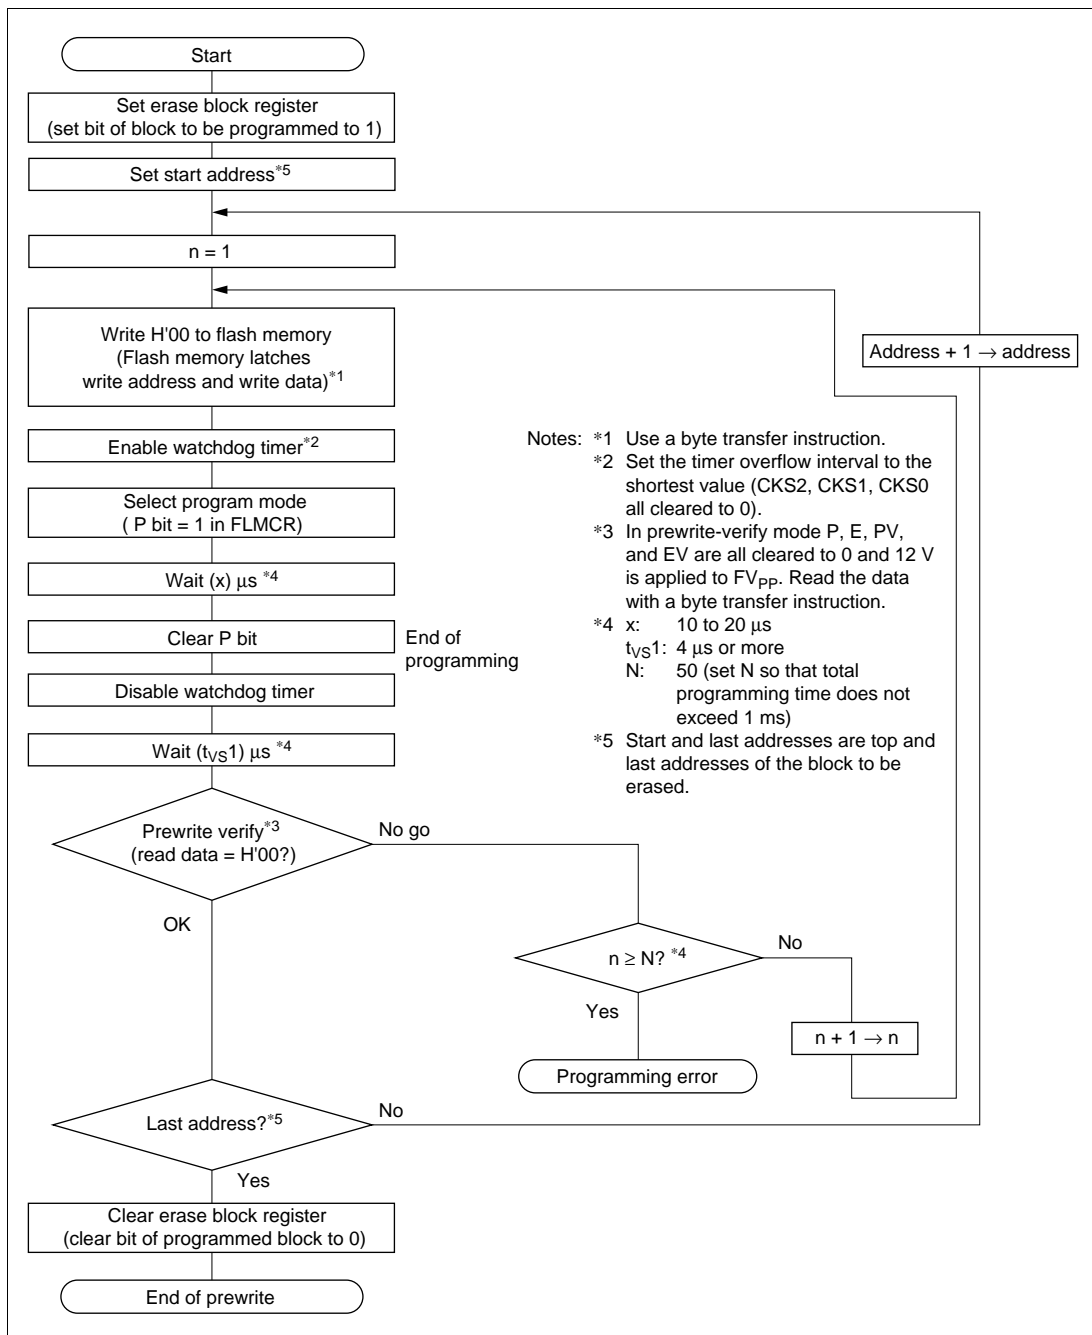 Start
Set erase block register
(set bit of block to be programmed to 1)
Set start address*5
n = 1
Write H'00 to flash memory
(Flash memory latches
write address and write data)*1
Address + 1 → address
Enable watchdog timer*2
Select program mode
( P bit = 1 in FLMCR)
Wait (x) µs *4
Clear P bit
End of
programming
Disable watchdog timer
Wait (tVS1) µs *4
Notes: *1 Use a byte transfer instruction.
*2 Set the timer overflow interval to the
shortest value (CKS2, CKS1, CKS0
all cleared to 0).
*3 In prewrite-verify mode P, E, PV,
and EV are all cleared to 0 and 12 V
is applied to FVPP. Read the data
with a byte transfer instruction.
*4 x: 10 to 20 µs
tVS1: 4 µs or more
N: 50 (set N so that total
programming time does not
exceed 1 ms)
*5 Start and last addresses are top and
last addresses of the block to be
erased.
Prewrite verify*3
(read data = H'00?)
No go
OK
n ≥ N? *4
No
Yes
n + 1 → n
Programming error
Last address?*5
No
Yes
Clear erase block register
(clear bit of programmed block to 0)
End of prewrite